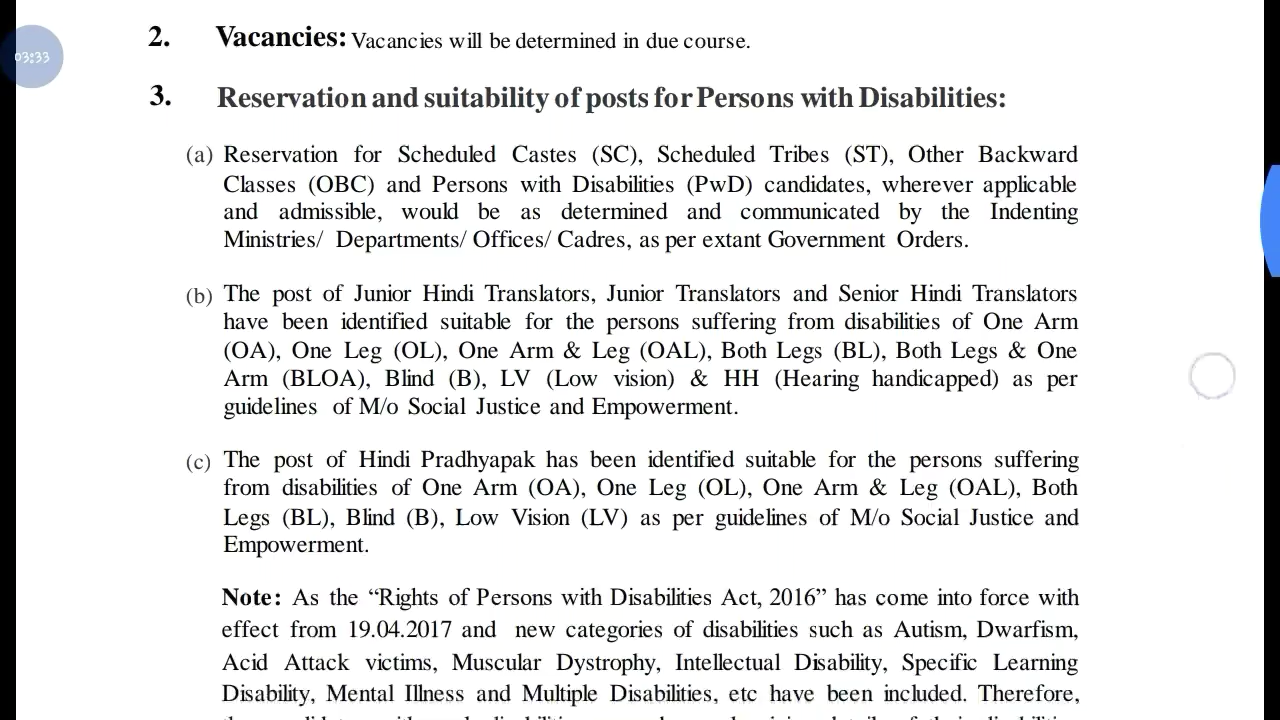 03:33
2. Vacancies: Vacancies will be determined in due course.
3. Reservation and suitability of posts for Persons with Disabilities:
(a) Reservation for Scheduled Castes (SC), Scheduled Tribes (ST), Other Backward
Classes (OBC) and Persons with Disabilities (PwD) candidates, wherever applicable
and admissible, would be as determined and communicated by the Indenting
Ministries/ Departments/ Offices/ Cadres, as per extant Government Orders.
(b) The post of Junior Hindi Translators, Junior Translators and Senior Hindi Translators
have been identified suitable for the persons suffering from disabilities of One Arm
(OA), One Leg (OL), One Arm & Leg (OAL), Both Legs (BL), Both Legs & One
Arm (BLOA), Blind (B), LV (Low vision) & HH (Hearing handicapped) as per
guidelines of M/o Social Justice and Empowerment.
(c) The post of Hindi Pradhyapak has been identified suitable for the persons suffering
from disabilities of One Arm (OA), One Leg (OL), One Arm & Leg (OAL), Both
Legs (BL), Blind (B), Low Vision (LV) as per guidelines of M/o Social Justice and
Empowerment.
Note: As the “Rights of Persons with Disabilities Act, 2016” has come into force with
effect from 19.04.2017 and new categories of disabilities such as Autism, Dwarfism,
Acid Attack victims, Muscular Dystrophy, Intellectual Disability, Specific Learning
Disability, Mental Illness and Multiple Disabilities, etc have been included. Therefore,